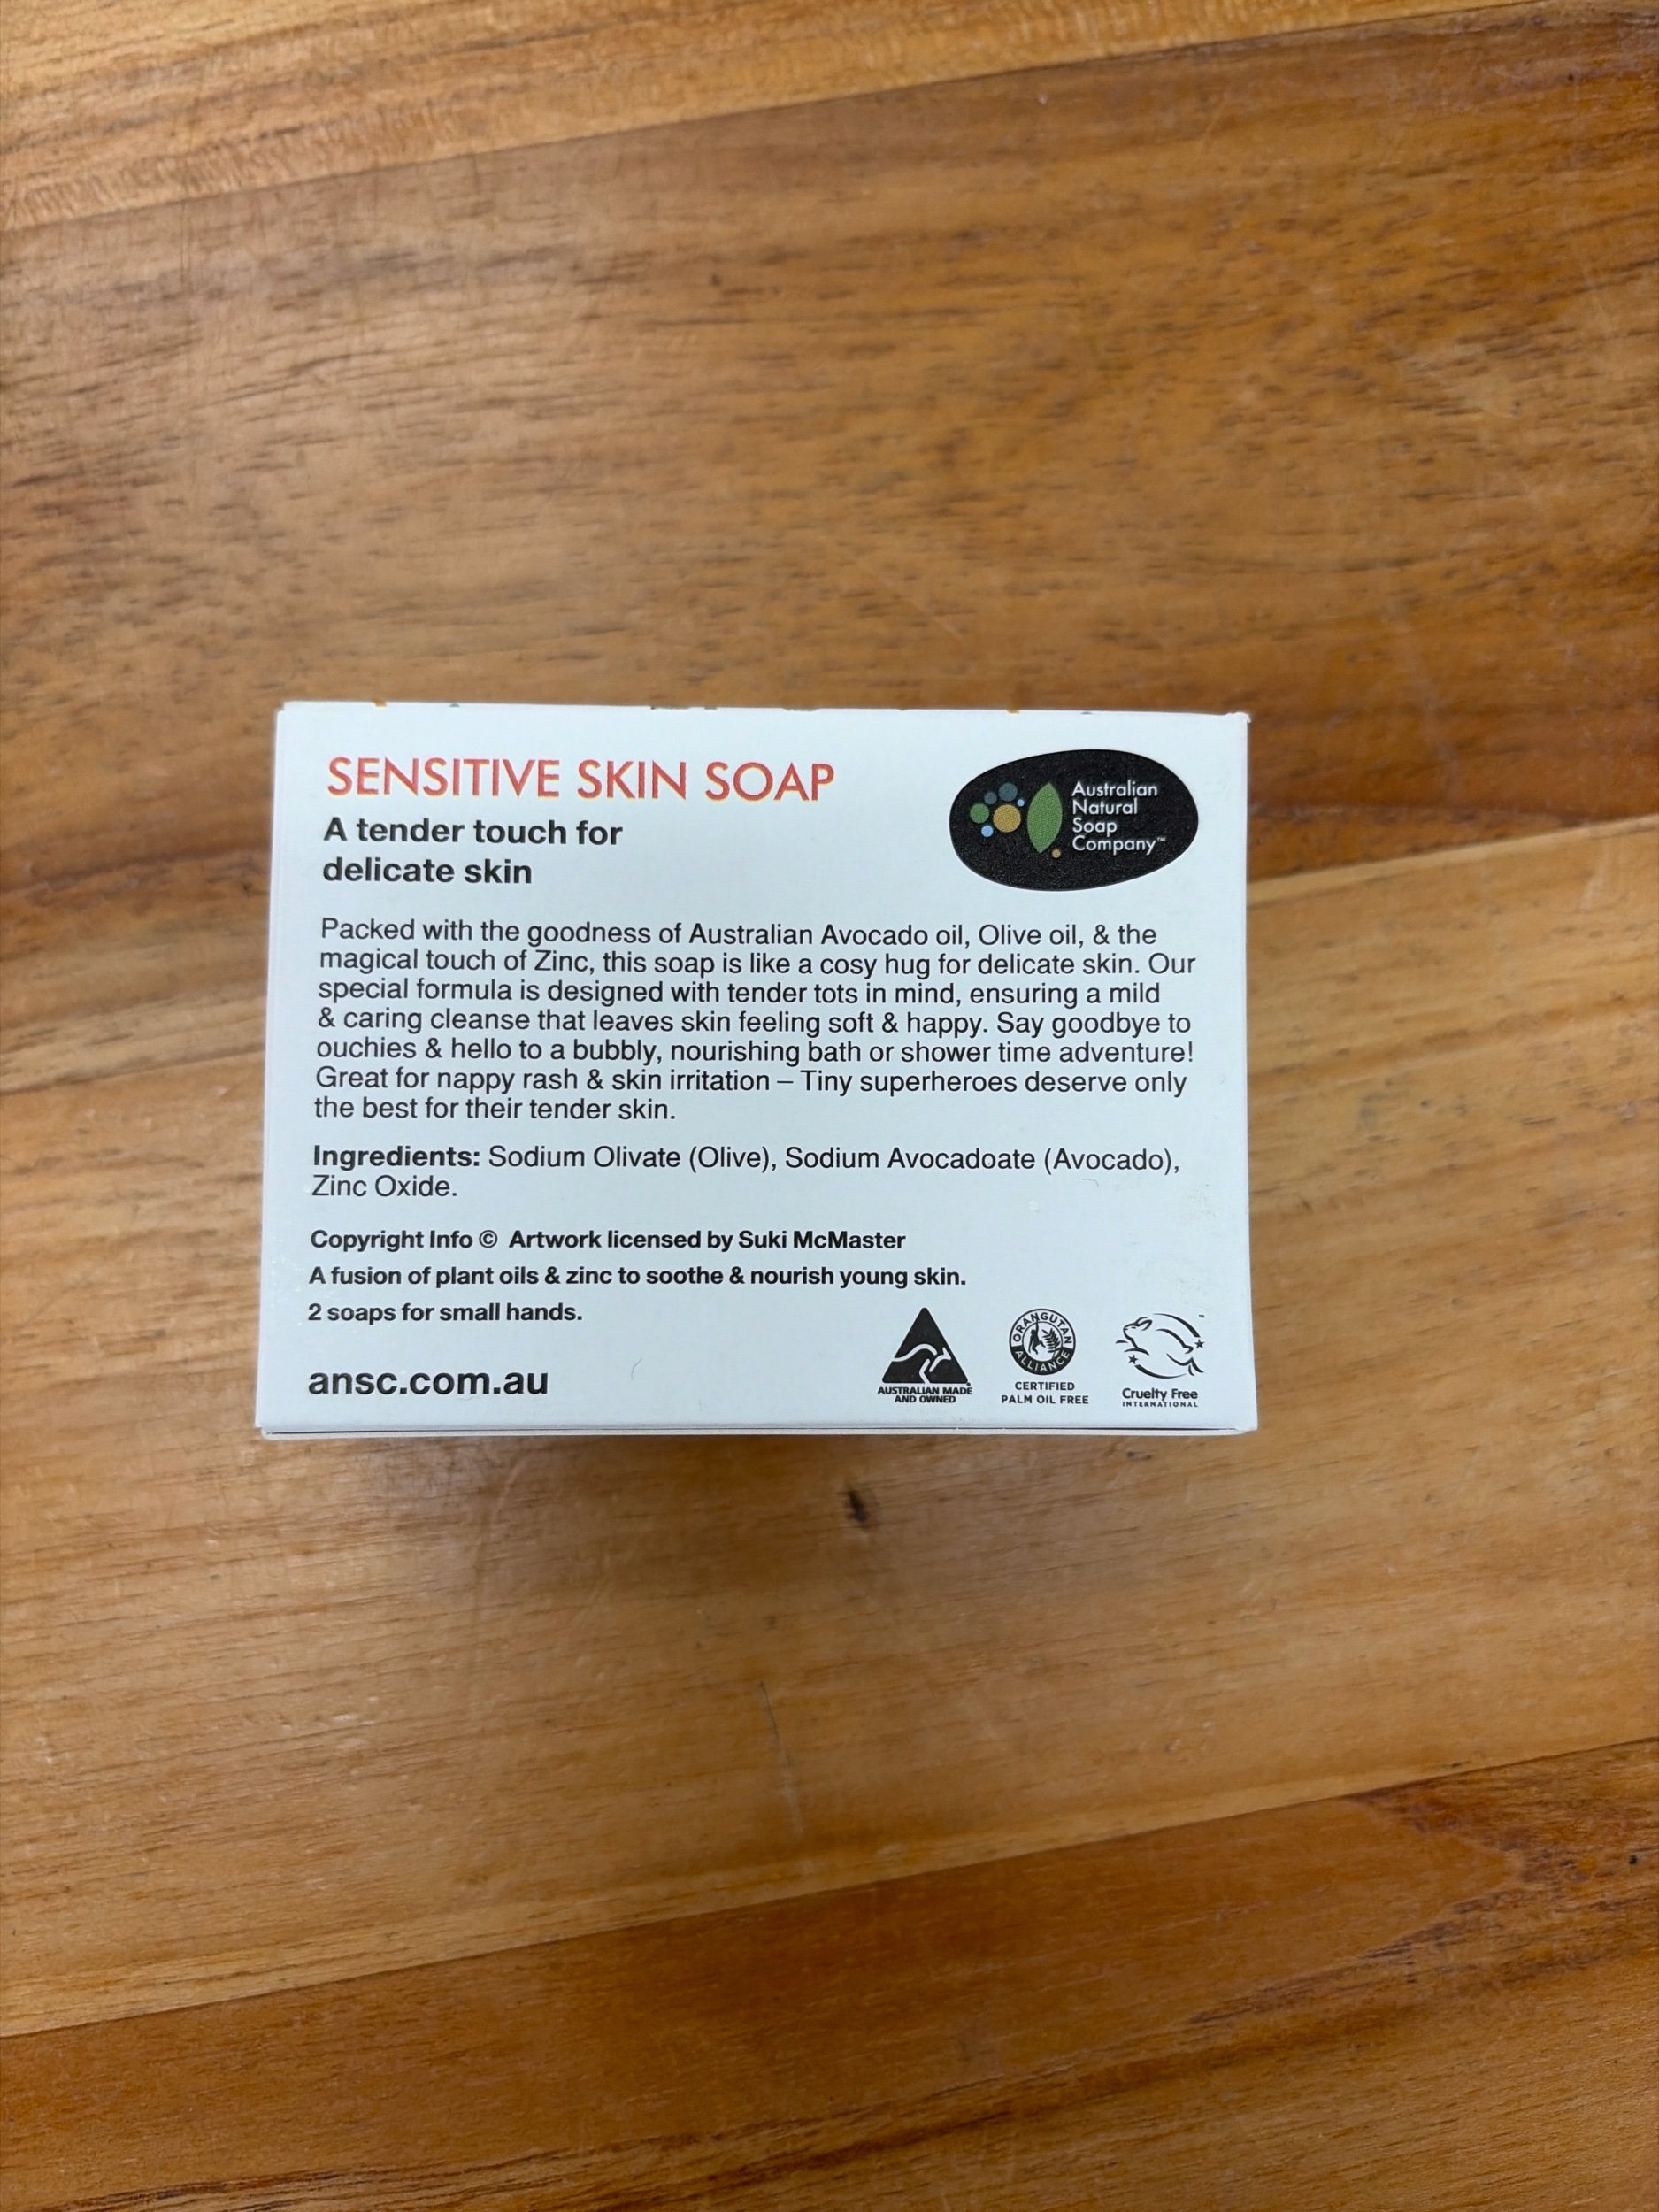 SENSITIVE SKIN SOAP
A tender touch for
delicate skin
Australian
Natural
Soap
Company™
Packed with the goodness of Australian Avocado oil, Olive oil, & the
magical touch of Zinc, this soap is like a cosy hug for delicate skin. Our
special formula is designed with tender tots in mind, ensuring a mild
& caring cleanse that leaves skin feeling soft & happy. Say goodbye to
ouchies & hello to a bubbly, nourishing bath or shower time adventure!
Great for nappy rash & skin irritation – Tiny superheroes deserve only
the best for their tender skin.
Ingredients: Sodium Olivate (Olive), Sodium Avocadoate (Avocado),
Zinc Oxide.
Copyright Info © Artwork licensed by Suki McMaster
A fusion of plant oils & zinc to soothe & nourish young skin.
2 soaps for small hands.
ansc.com.au
AUSTRALIAN MADE
AND OWNED
ORANGUTAN
ALLIANCE
CERTIFIED
PALM OIL FREE
™
Cruelty Free
INTERNATIONAL